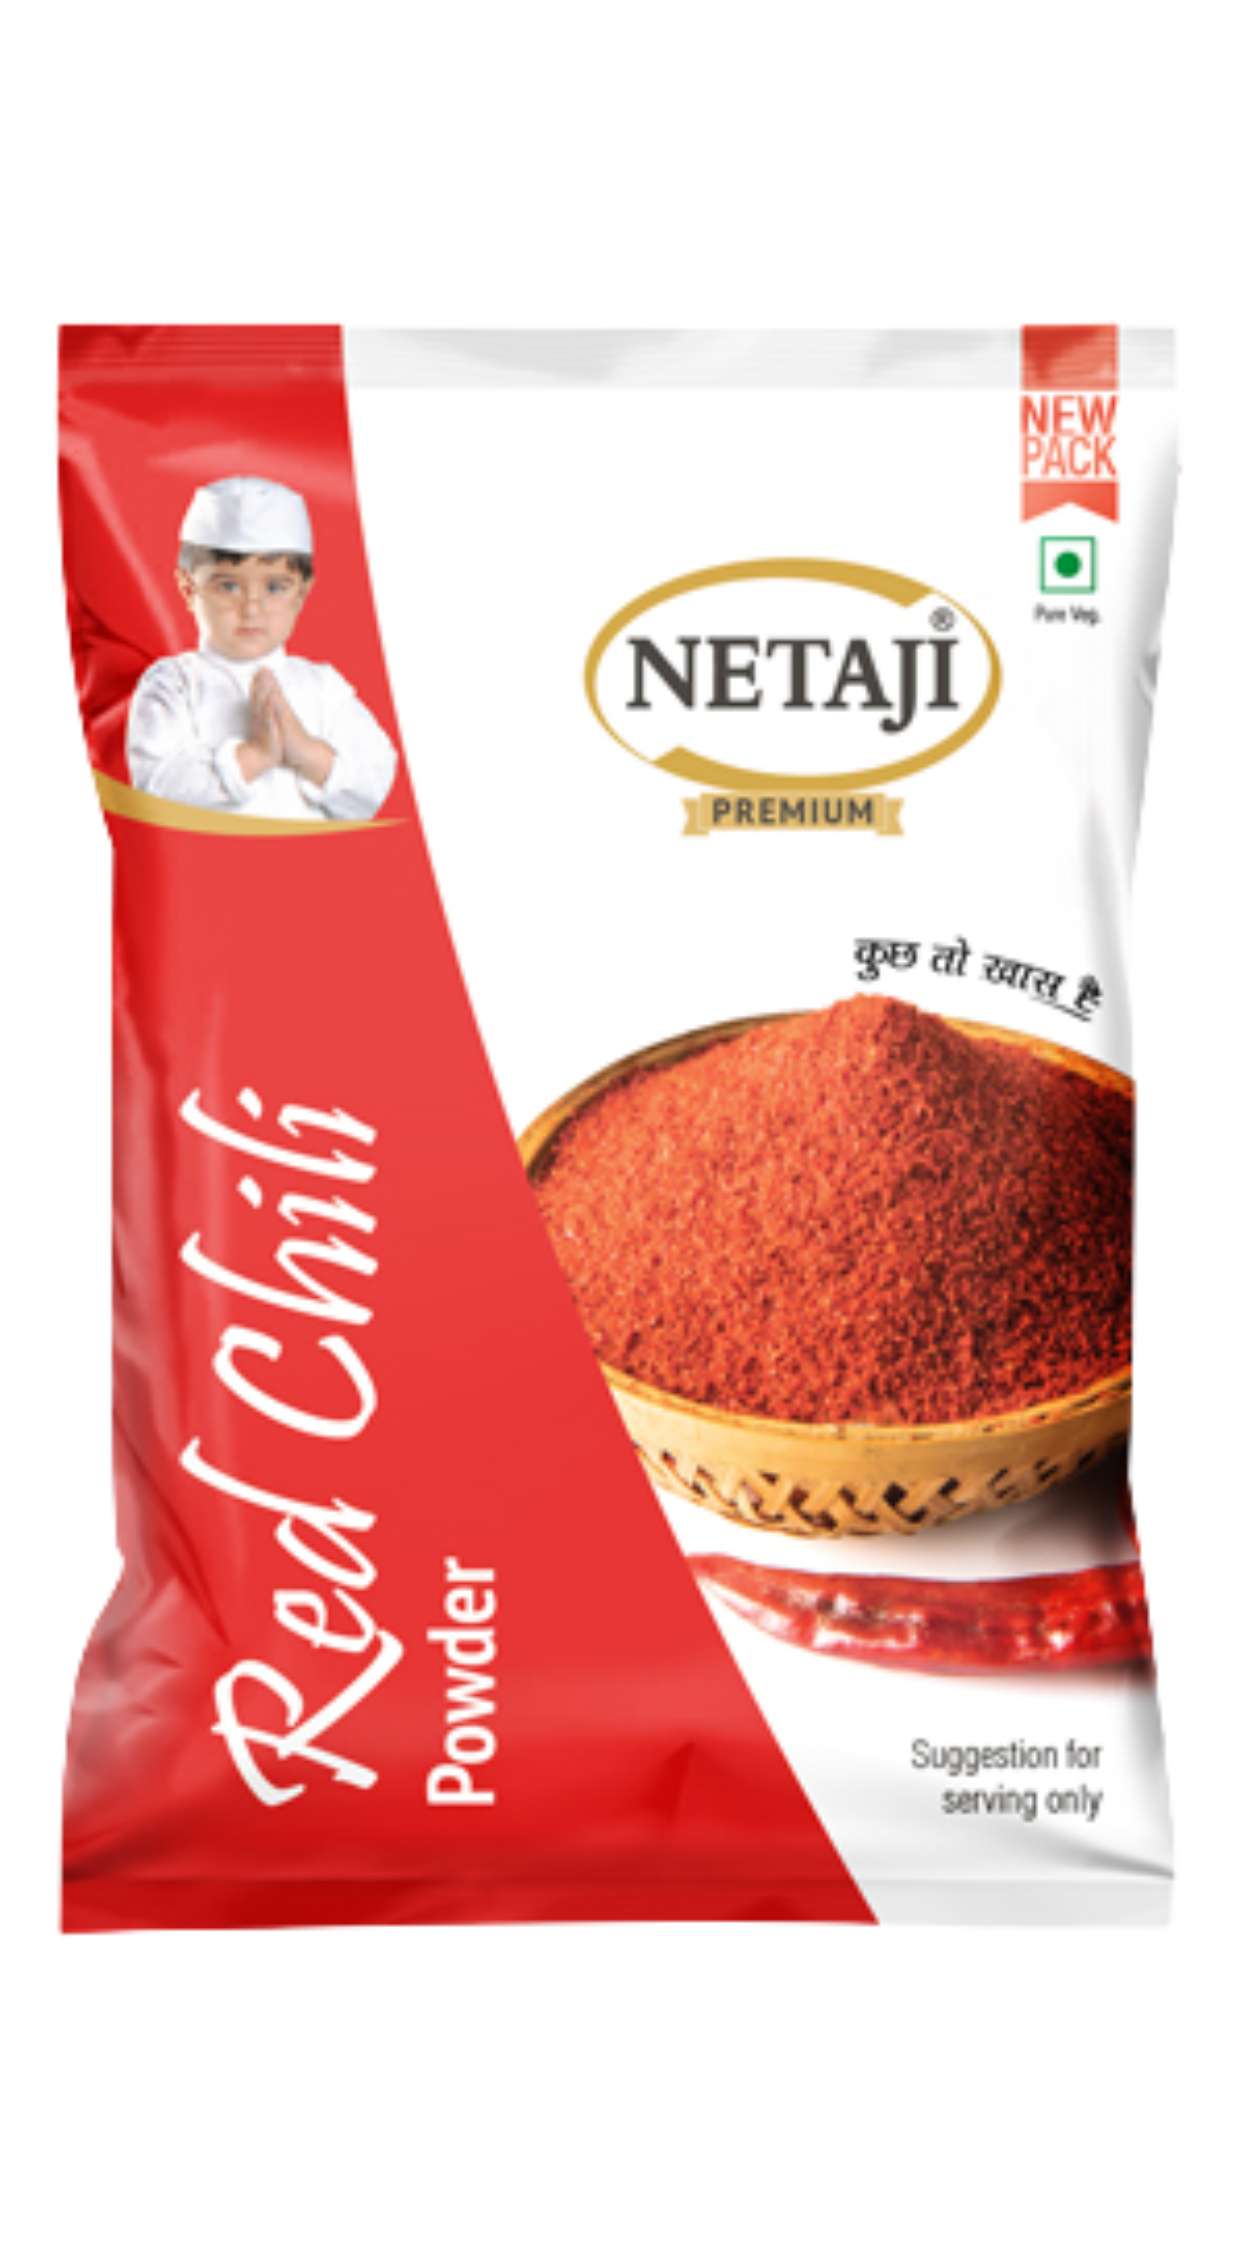 NEW
PACK
Pure Veg.
NETAJI®
PREMIUM
कुछ तो खास है
Red Chili
Powder
Suggestion for
serving only